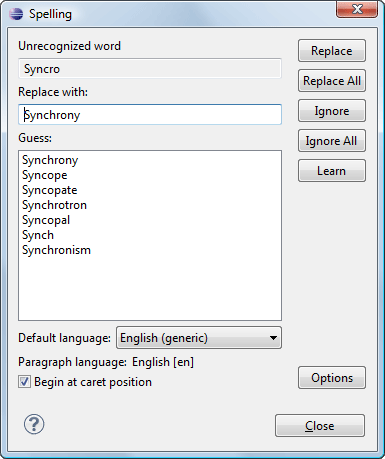 Spelling
Unrecognized word
Syncro
Replace
Replace All
Replace with:
Synchrony
Ignore
Guess:
Ignore All
Synchrony
Syncope
Syncopate
Synchrotron
Syncopal
Synch
Synchronism
Learn
Default language: English (generic)
Paragraph language: English [en]
Begin at caret position
Options
?
Close